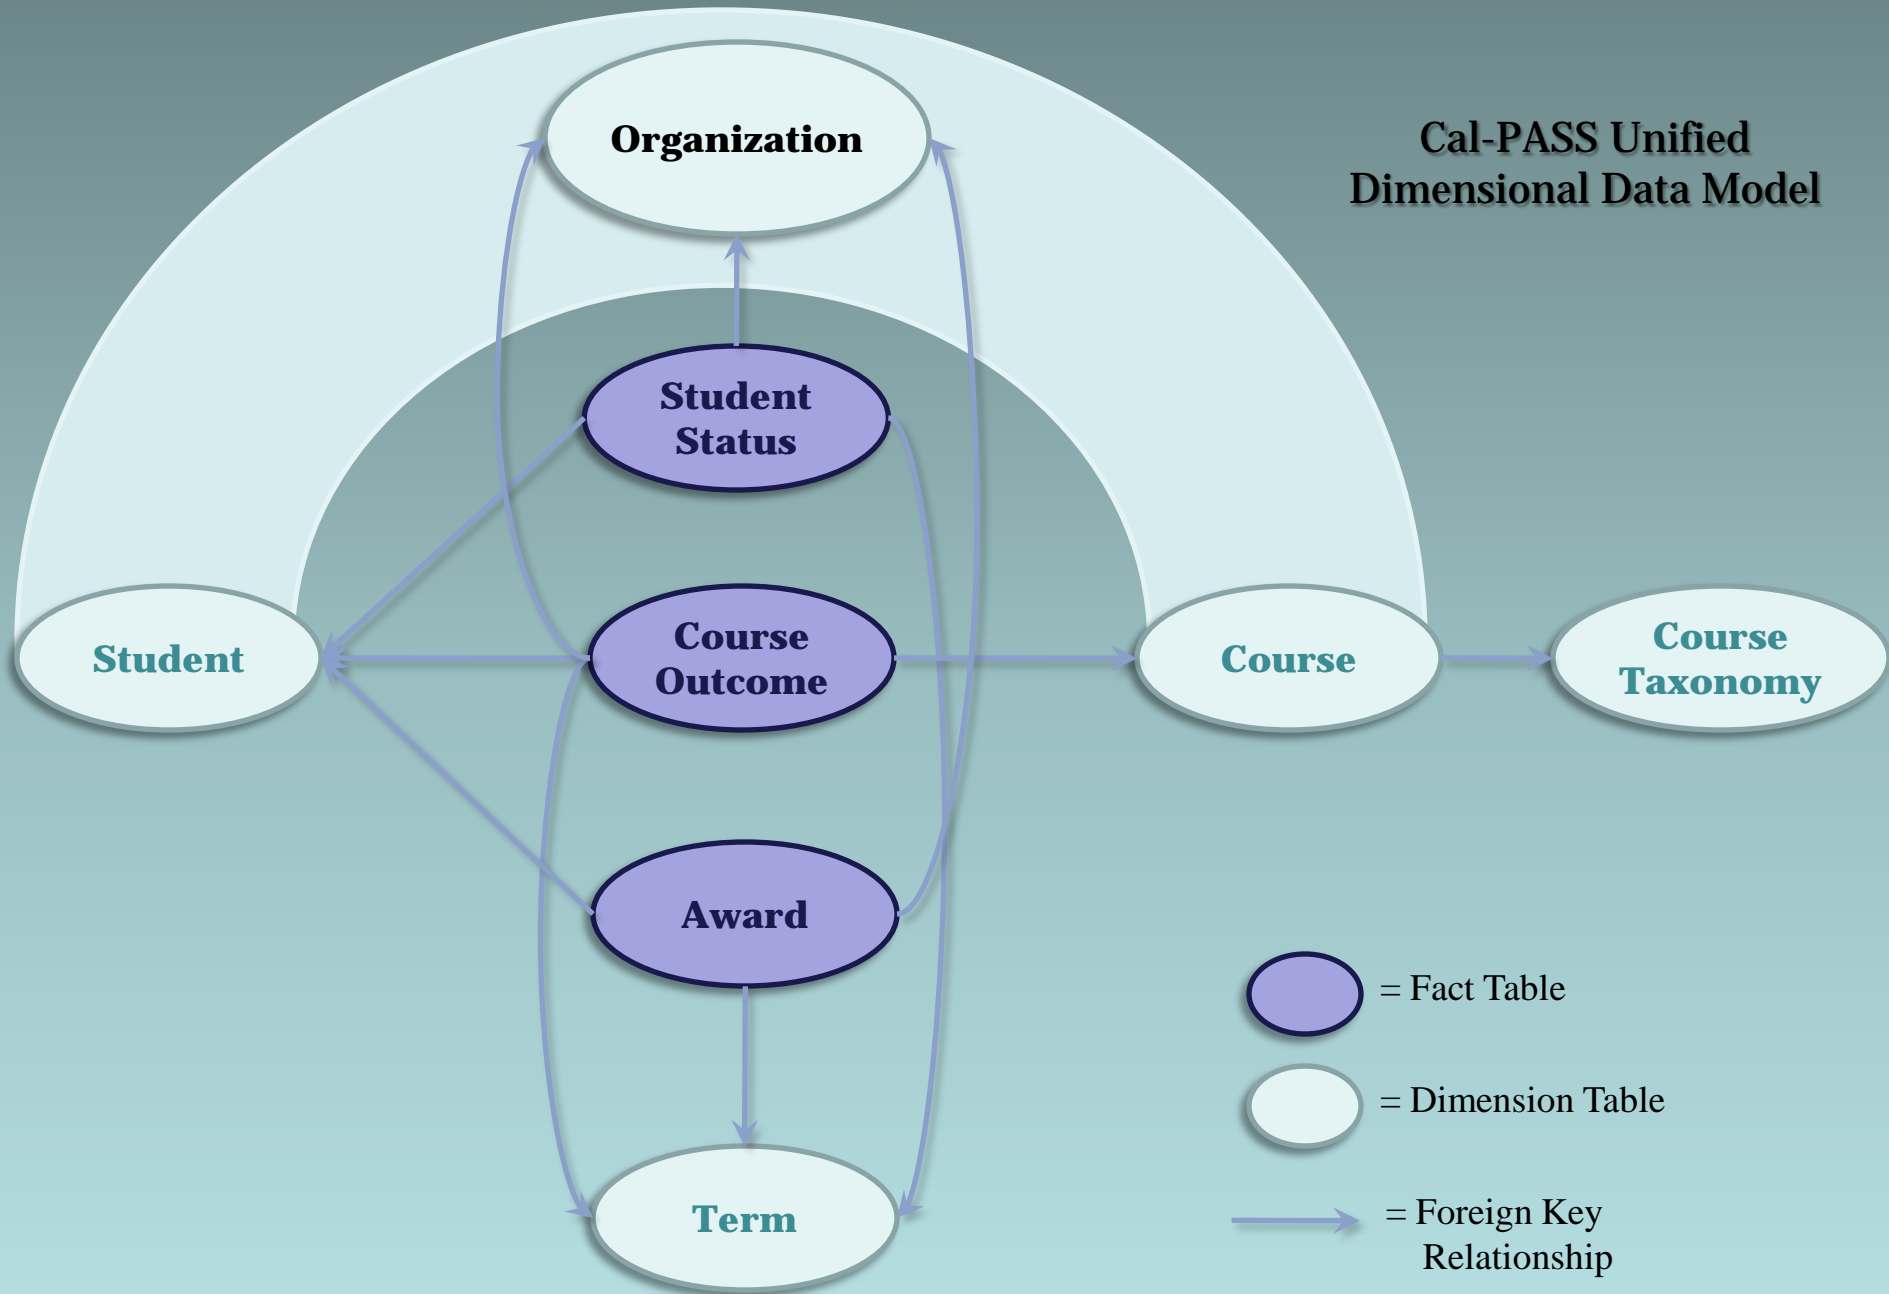 Organization
Cal-PASS Unified
Dimensional Data Model
Student
Status
Student
Course
Outcome
Course
Course
Taxonomy
Award
= Fact Table
= Dimension Table
Term
= Foreign Key
Relationship